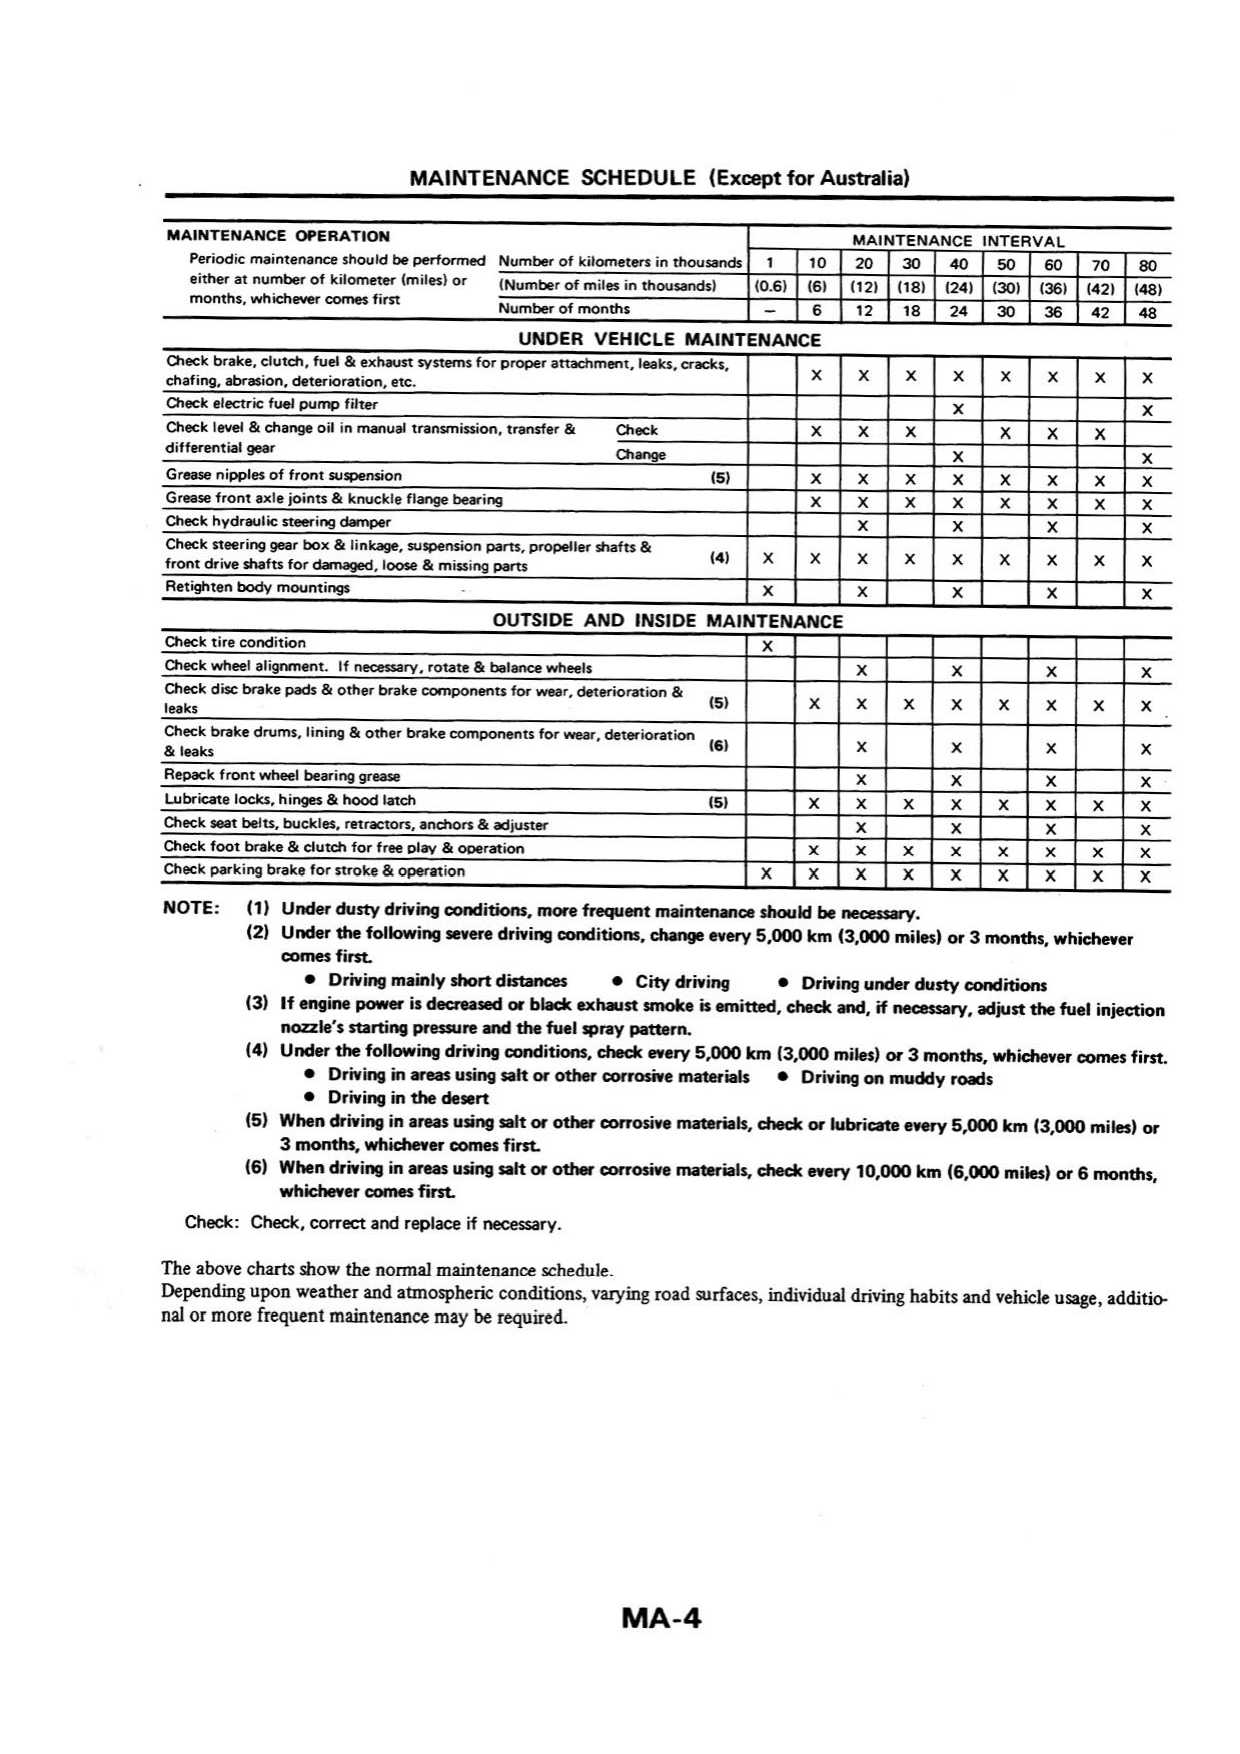 MAINTENANCE SCHEDULE (Except for Australia)
MAINTENANCE OPERATION
MAINTENANCE INTERVAL
Periodic maintenance should be performed
either at number of kilometer (miles) or
months, whichever comes first
Number of kilometers in thousands 1 10 20 30 40 50 60 70 80
(Number of miles in thousands) (0.6) (6) (12) (18) (24) (30) (36) (42) (48)
Number of months – 6 12 18 24 30 36 42 48
UNDER VEHICLE MAINTENANCE
Check brake, clutch, fuel & exhaust systems for proper attachment, leaks, cracks,
chafing, abrasion, deterioration, etc. X X X X X X X X
Check electric fuel pump filter X X
Check level & change oil in manual transmission, transfer & Check X X X X X X
differential gear Change X X
Grease nipples of front suspension (5) X X X X X X X X
Grease front axle joints & knuckle flange bearing X X X X X X X X
Check hydraulic steering damper X X X X
Check steering gear box & linkage, suspension parts, propeller shafts &
front drive shafts for damaged, loose & missing parts (4) X X X X X X X X X
Retighten body mountings X X X X X
OUTSIDE AND INSIDE MAINTENANCE
Check tire condition X
Check wheel alignment. If necessary, rotate & balance wheels X X X X
Check disc brake pads & other brake components for wear, deterioration &
leaks (5) X X X X X X X X
Check brake drums, lining & other brake components for wear, deterioration
& leaks (6) X X X X
Repack front wheel bearing grease X X X X
Lubricate locks, hinges & hood latch (5) X X X X X X X X
Check seat belts, buckles, retractors, anchors & adjuster X X X X
Check foot brake & clutch for free play & operation X X X X X X X X
Check parking brake for stroke & operation X X X X X X X X X
NOTE: (1) Under dusty driving conditions, more frequent maintenance should be necessary.
(2) Under the following severe driving conditions, change every 5,000 km (3,000 miles) or 3 months, whichever
comes first.
● Driving mainly short distances ● City driving ● Driving under dusty conditions
(3) If engine power is decreased or black exhaust smoke is emitted, check and, if necessary, adjust the fuel injection
nozzle's starting pressure and the fuel spray pattern.
(4) Under the following driving conditions, check every 5,000 km (3,000 miles) or 3 months, whichever comes first.
● Driving in areas using salt or other corrosive materials ● Driving on muddy roads
● Driving in the desert
(5) When driving in areas using salt or other corrosive materials, check or lubricate every 5,000 km (3,000 miles) or
3 months, whichever comes first.
(6) When driving in areas using salt or other corrosive materials, check every 10,000 km (6,000 miles) or 6 months,
whichever comes first.
Check: Check, correct and replace if necessary.
The above charts show the normal maintenance schedule.
Depending upon weather and atmospheric conditions, varying road surfaces, individual driving habits and vehicle usage, additio-
nal or more frequent maintenance may be required.
MA-4